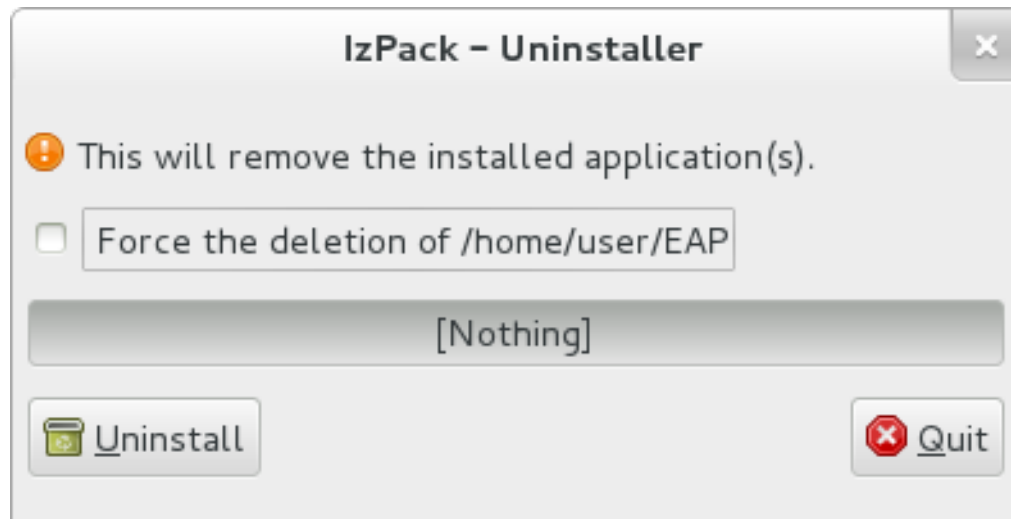 IzPack - Uninstaller
This will remove the installed application(s).
Force the deletion of /home/user/EAP
[Nothing]
Uninstall
Quit